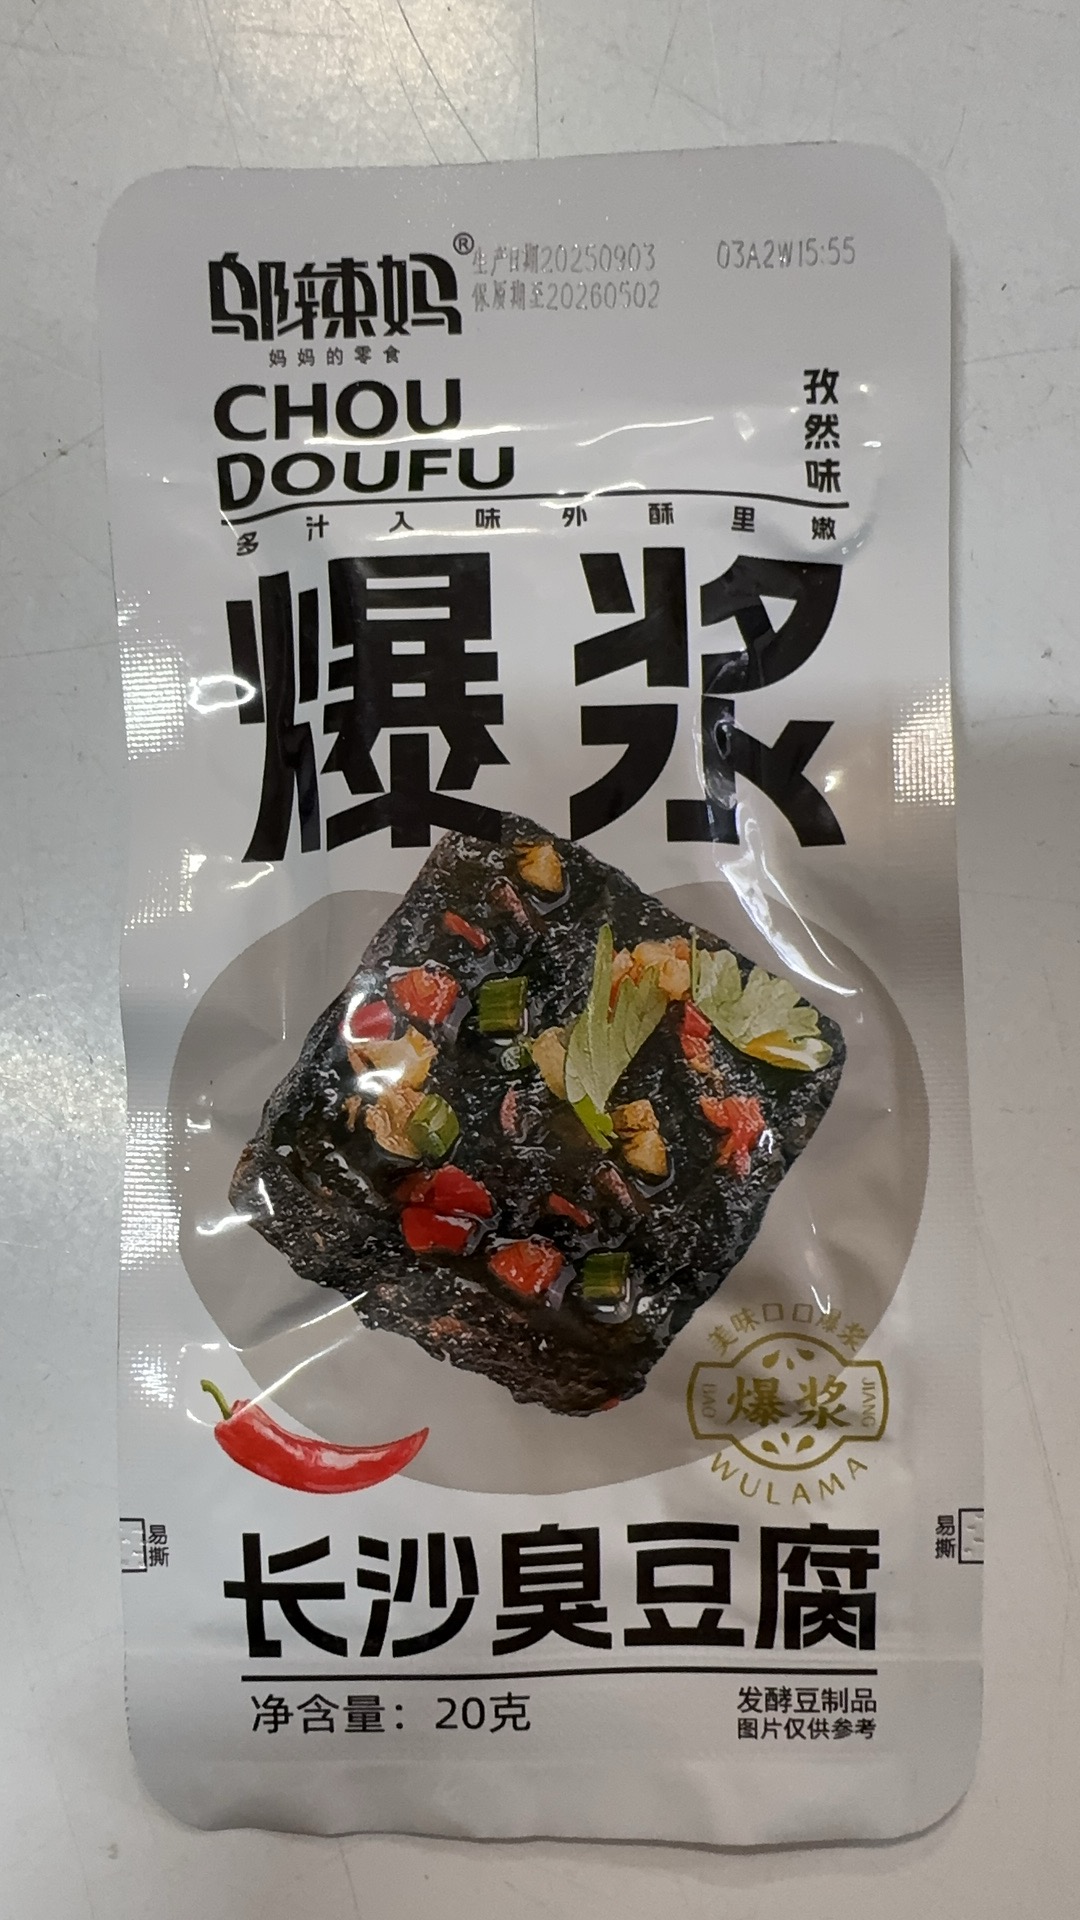 邬辣妈®
妈妈的零食
生产日期20250903 03A2W15:55
保质期至20260502
CHOU
DOUFU
孜然味
多汁入味外酥里嫩
爆浆
美味口口爆浆
BAO 爆浆 JIANG
WULAMA
易撕
易撕
长沙臭豆腐
净含量：20克
发酵豆制品
图片仅供参考